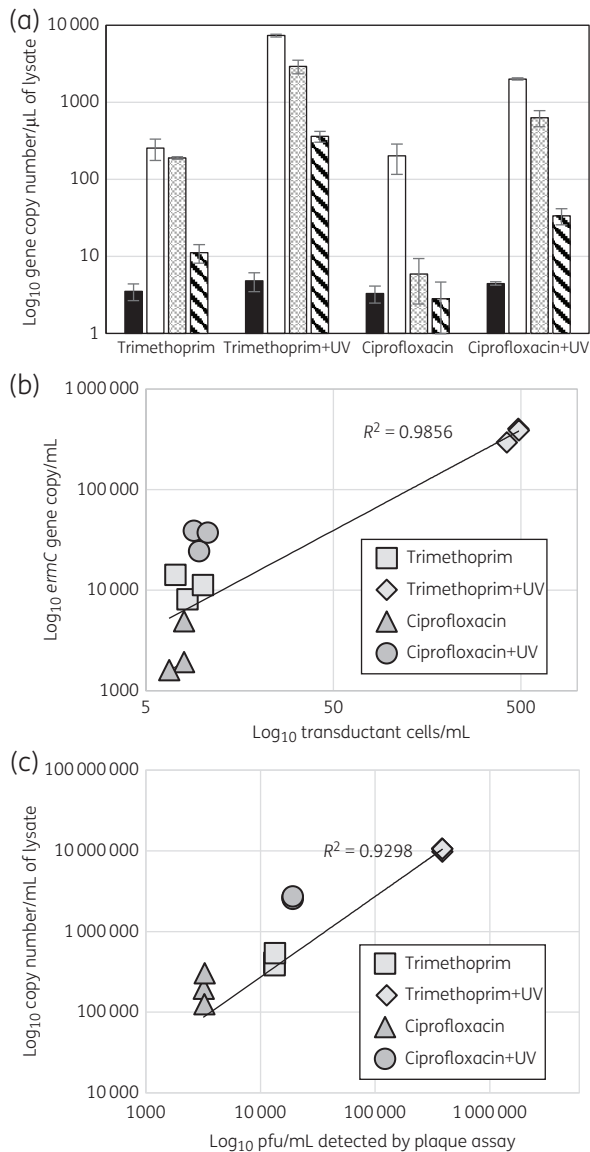 (a)
Log10 gene copy number/µL of lysate
10 000
1000
100
10
1
Trimethoprim Trimethoprim+UV Ciprofloxacin Ciprofloxacin+UV
(b)
Log10 ermC gene copy/mL
1 000 000
100 000
10 000
1000
R² = 0.9856
Trimethoprim
Trimethoprim+UV
Ciprofloxacin
Ciprofloxacin+UV
5 50 500
Log10 transductant cells/mL
(c)
Log10 copy number/mL of lysate
100 000 000
10 000 000
1 000 000
100 000
10 000
R² = 0.9298
Trimethoprim
Trimethoprim+UV
Ciprofloxacin
Ciprofloxacin+UV
1000 10 000 100 000 1 000 000
Log10 pfu/mL detected by plaque assay